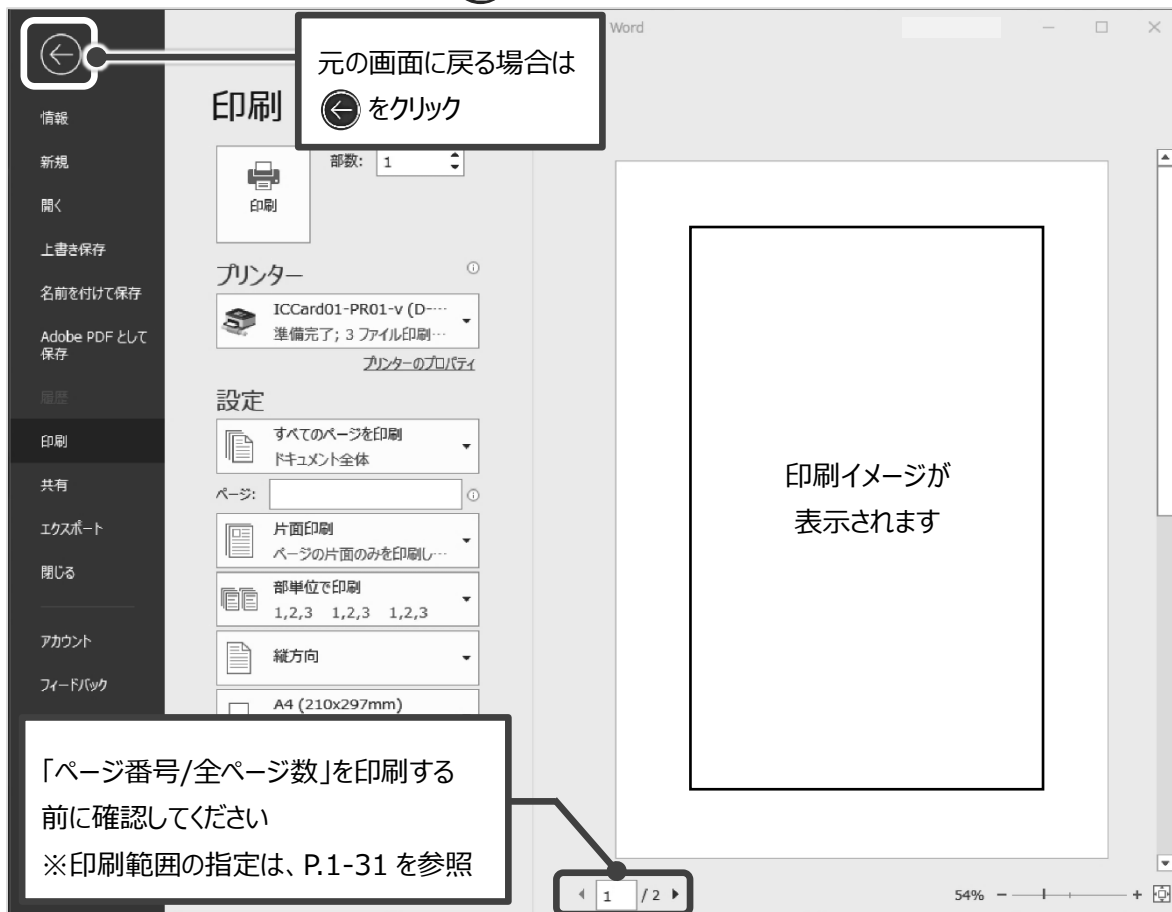 Word
元の画面に戻る場合は
をクリック
情報
新規
開く
上書き保存
名前を付けて保存
Adobe PDF として
保存
履歴
印刷
共有
エクスポート
閉じる
アカウント
フィードバック
印刷
印刷
部数: 1
プリンター
ICCard01-PR01-v (D-…
準備完了; 3 ファイル印刷…
プリンターのプロパティ
設定
すべてのページを印刷
ドキュメント全体
ページ:
片面印刷
ページの片面のみを印刷し…
部単位で印刷
1,2,3 1,2,3 1,2,3
縦方向
A4 (210x297mm)
印刷イメージが
表示されます
「ページ番号/全ページ数」を印刷する
前に確認してください
※印刷範囲の指定は、P.1-31 を参照
1 / 2
54%